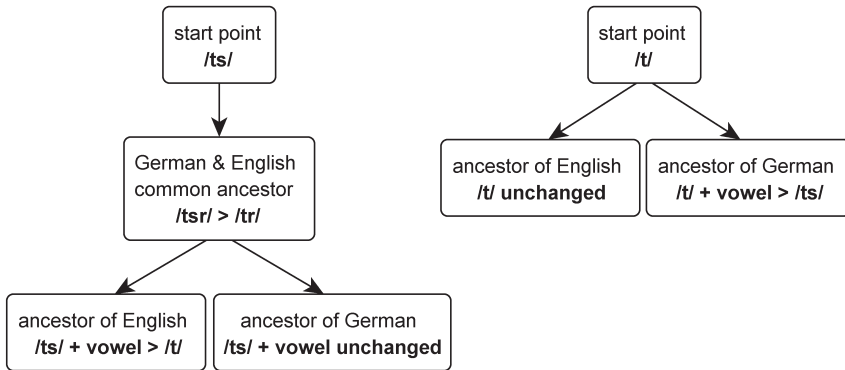 start point
/ts/
German & English
common ancestor
/tsr/ > /tr/
ancestor of English
/ts/ + vowel > /t/
ancestor of German
/ts/ + vowel unchanged
start point
/t/
ancestor of English
/t/ unchanged
ancestor of German
/t/ + vowel > /ts/